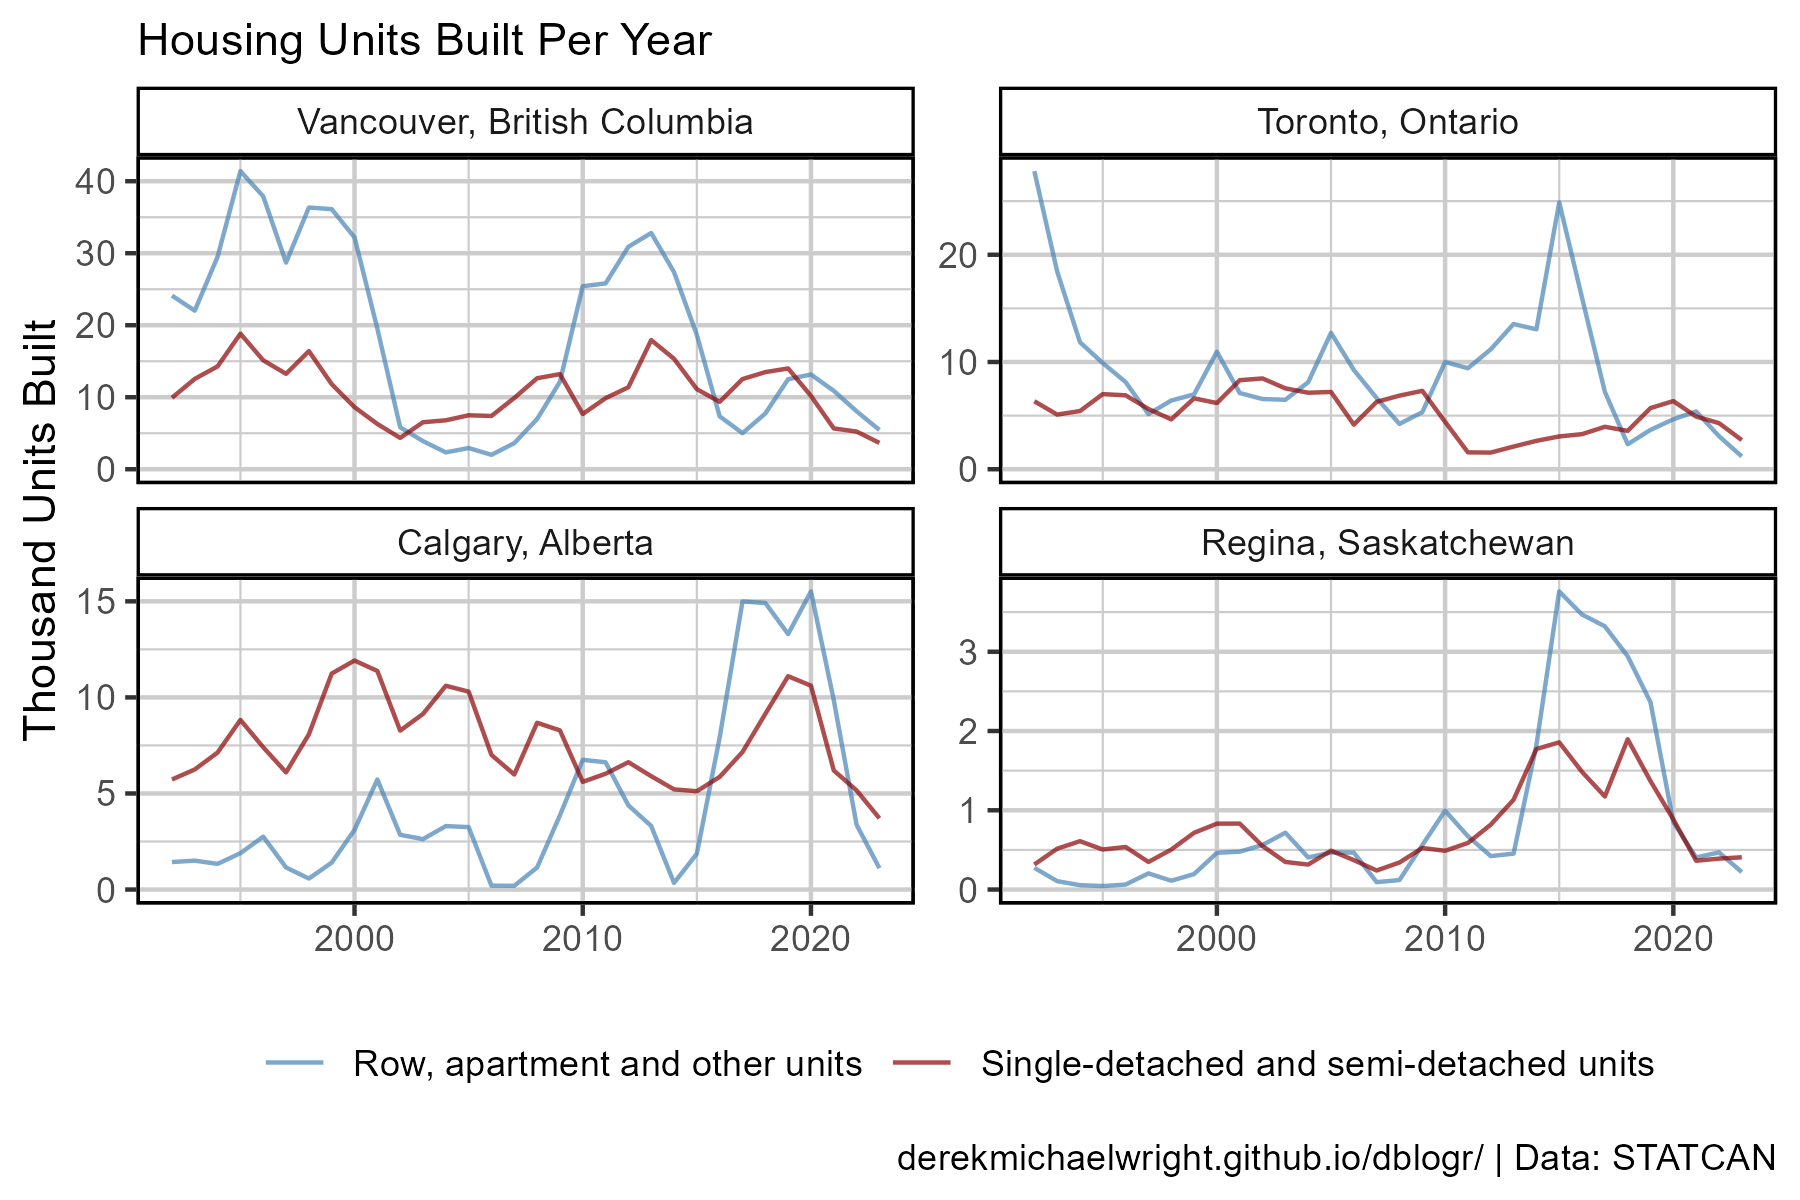 Housing Units Built Per Year
Thousand Units Built
Vancouver, British Columbia
40
30
20
10
0
Toronto, Ontario
20
10
0
Calgary, Alberta
15
10
5
0
2000 2010 2020
Regina, Saskatchewan
3
2
1
0
2000 2010 2020
Row, apartment and other units Single-detached and semi-detached units
derekmichaelwright.github.io/dblogr/ | Data: STATCAN